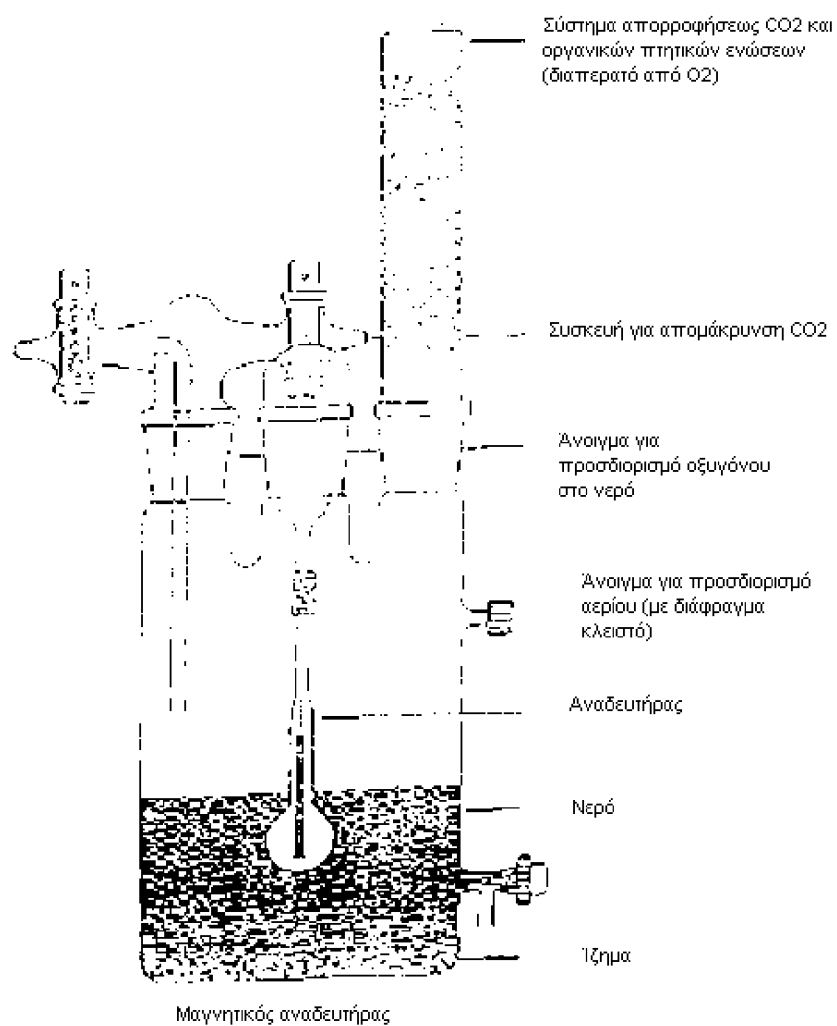 Σύστημα απορροφήσεως CO2 και
οργανικών πτητικών ενώσεων
(διαπερατό από O2)
Συσκευή για απομάκρυνση CO2
Άνοιγμα για
προσδιορισμό οξυγόνου
στο νερό
Άνοιγμα για προσδιορισμό
αερίου (με διάφραγμα
κλειστό)
Αναδευτήρας
Νερό
Ίζημα
Μαγνητικός αναδευτήρας